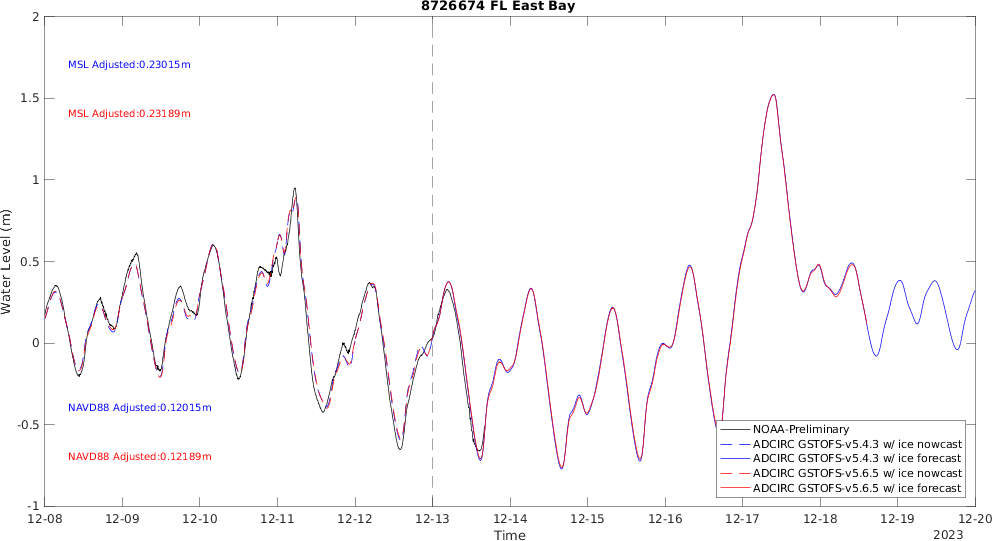 8726674 FL East Bay
Water Level (m)
2
1.5
1
0.5
0
-0.5
-1
MSL Adjusted:0.23015m
MSL Adjusted:0.23189m
NAVD88 Adjusted:0.12015m
NAVD88 Adjusted:0.12189m
NOAA-Preliminary
ADCIRC GSTOFS-v5.4.3 w/ ice nowcast
ADCIRC GSTOFS-v5.4.3 w/ ice forecast
ADCIRC GSTOFS-v5.6.5 w/ ice nowcast
ADCIRC GSTOFS-v5.6.5 w/ ice forecast
12-08 12-09 12-10 12-11 12-12 12-13 12-14 12-15 12-16 12-17 12-18 12-19 12-20
Time
2023